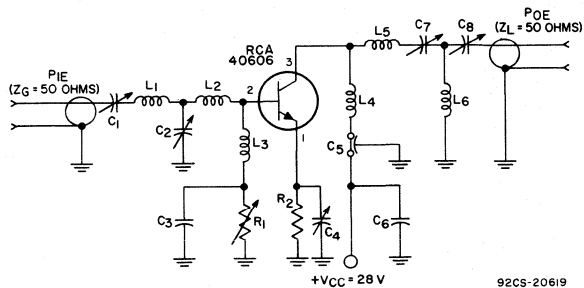 PIE
(ZG = 50 OHMS)
C1
L1
C2
L2
L3
C3
R1
RCA
40606
3
2
1
R2
C4
L4
C5
C6
+VCC = 28 V
L5
C7
C8
L6
POE
(ZL = 50 OHMS)
92CS-20619